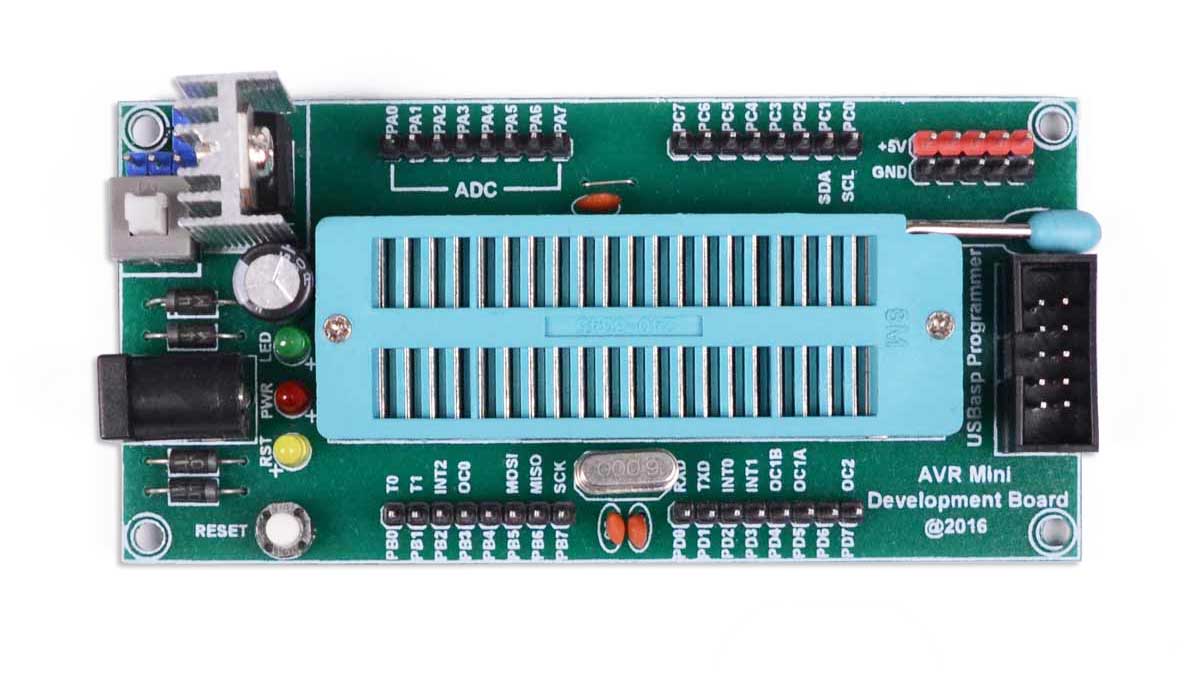 PA0
PA1
PA2
PA3
PA4
PA5
PA6
PA7
ADC
PC7
PC6
PC5
PC4
PC3
PC2
PC1
PC0
SDA
SCL
+5V
GND
LED
+
PWR
+
RST
+
RESET
USBasp Programmer
T0
T1
INT2
OC0
MOSI
MISO
SCK
PB0
PB1
PB2
PB3
PB4
PB5
PB6
PB7
RXD
TXD
INT0
INT1
OC1B
OC1A
OC2
PD0
PD1
PD2
PD3
PD4
PD5
PD6
PD7
AVR Mini
Development Board
@2016